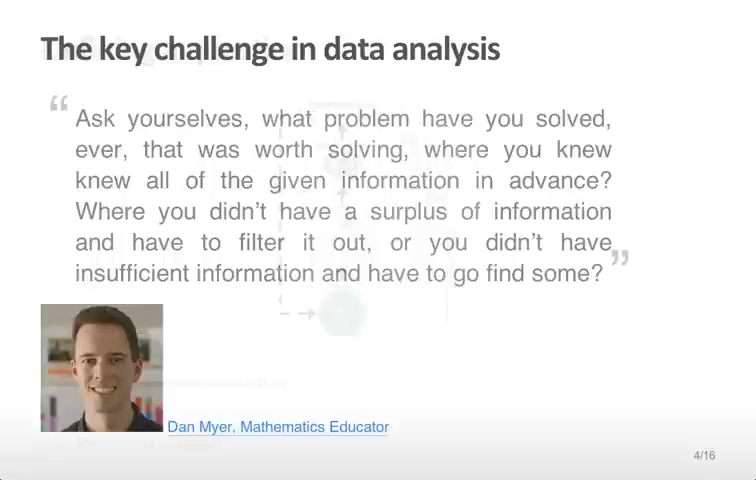 The key challenge in data analysis
“ Ask yourselves, what problem have you solved,
ever, that was worth solving, where you knew
knew all of the given information in advance?
Where you didn’t have a surplus of information
and have to filter it out, or you didn’t have
insufficient information and have to go find some? ”
Dan Myer, Mathematics Educator
4/16